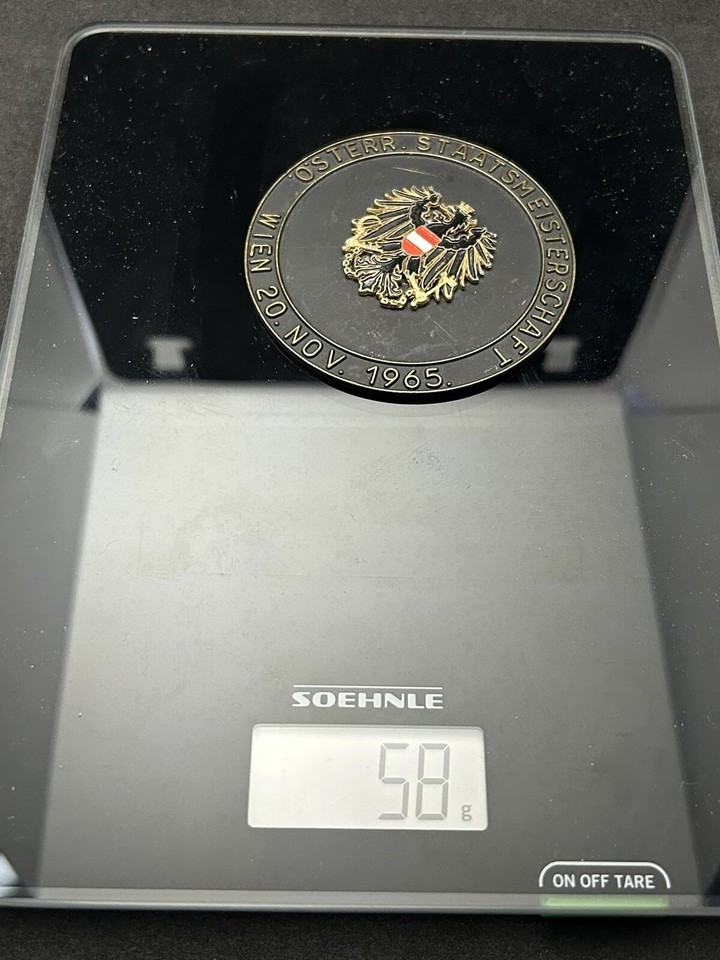 ÖSTERR. STAATSMEISTERSCHAFT
WIEN 20. NOV. 1965.
SOEHNLE
58 g
ON OFF TARE